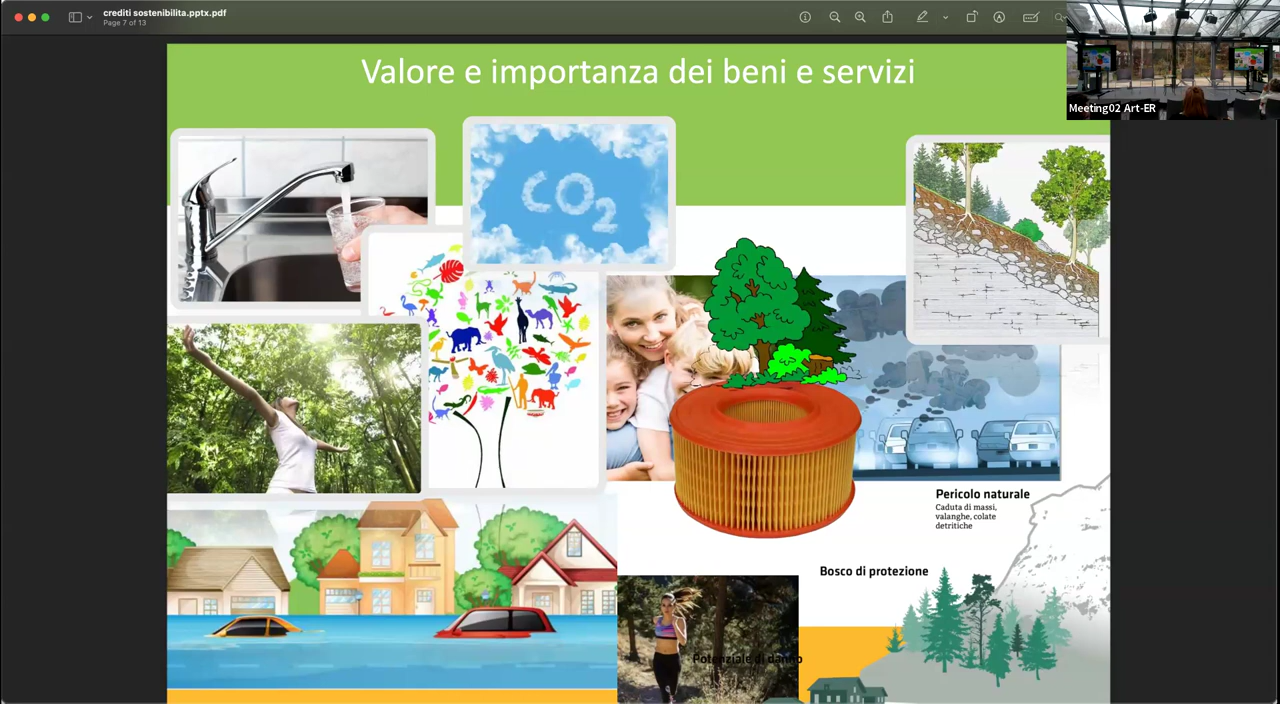 crediti sostenibilita.pptx.pdf
Page 7 of 13
Meeting02 Art-ER
Valore e importanza dei beni e servizi
CO2
Pericolo naturale
Caduta di massi,
valanghe, colate
detritiche
Bosco di protezione
Potenziale di danno